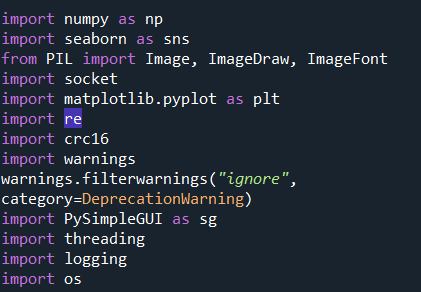 import numpy as np
import seaborn as sns
from PIL import Image, ImageDraw, ImageFont
import socket
import matplotlib.pyplot as plt
import re
import crc16
import warnings
warnings.filterwarnings("ignore",
category=DeprecationWarning)
import PySimpleGUI as sg
import threading
import logging
import os